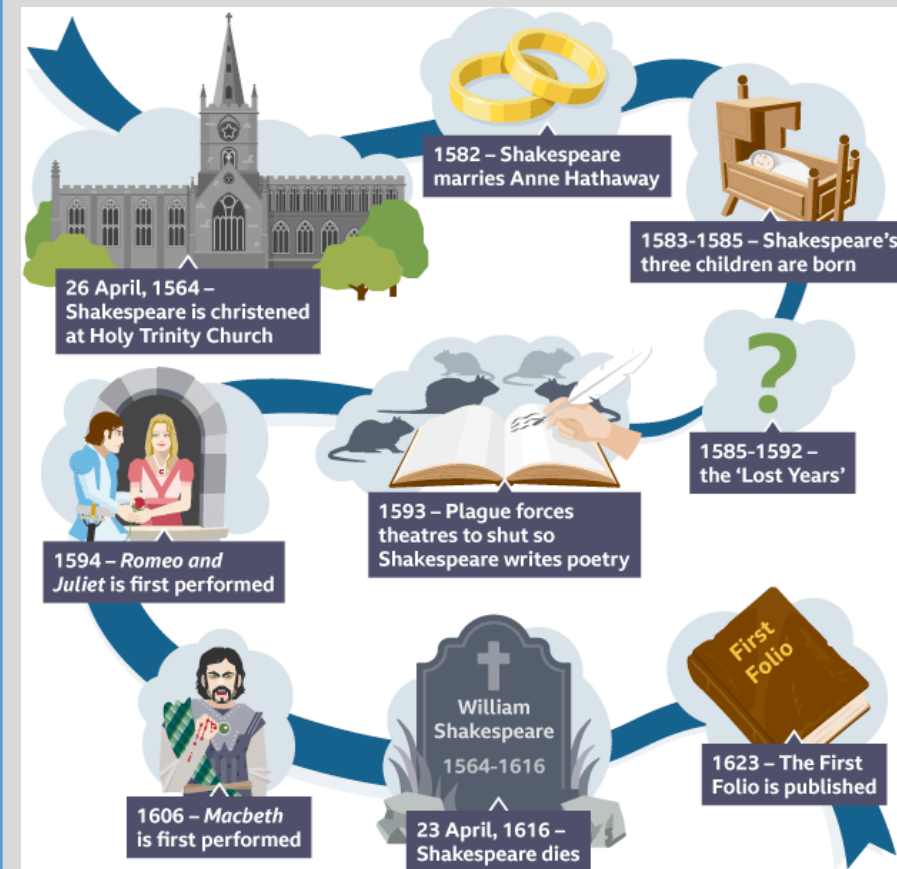 26 April, 1564 –
Shakespeare is christened
at Holy Trinity Church
1582 – Shakespeare
marries Anne Hathaway
1583-1585 – Shakespeare's
three children are born
1585-1592 –
the 'Lost Years'
1593 – Plague forces
theatres to shut so
Shakespeare writes poetry
1594 – Romeo and
Juliet is first performed
1606 – Macbeth
is first performed
William
Shakespeare
1564-1616
23 April, 1616 –
Shakespeare dies
First
Folio
1623 – The First
Folio is published